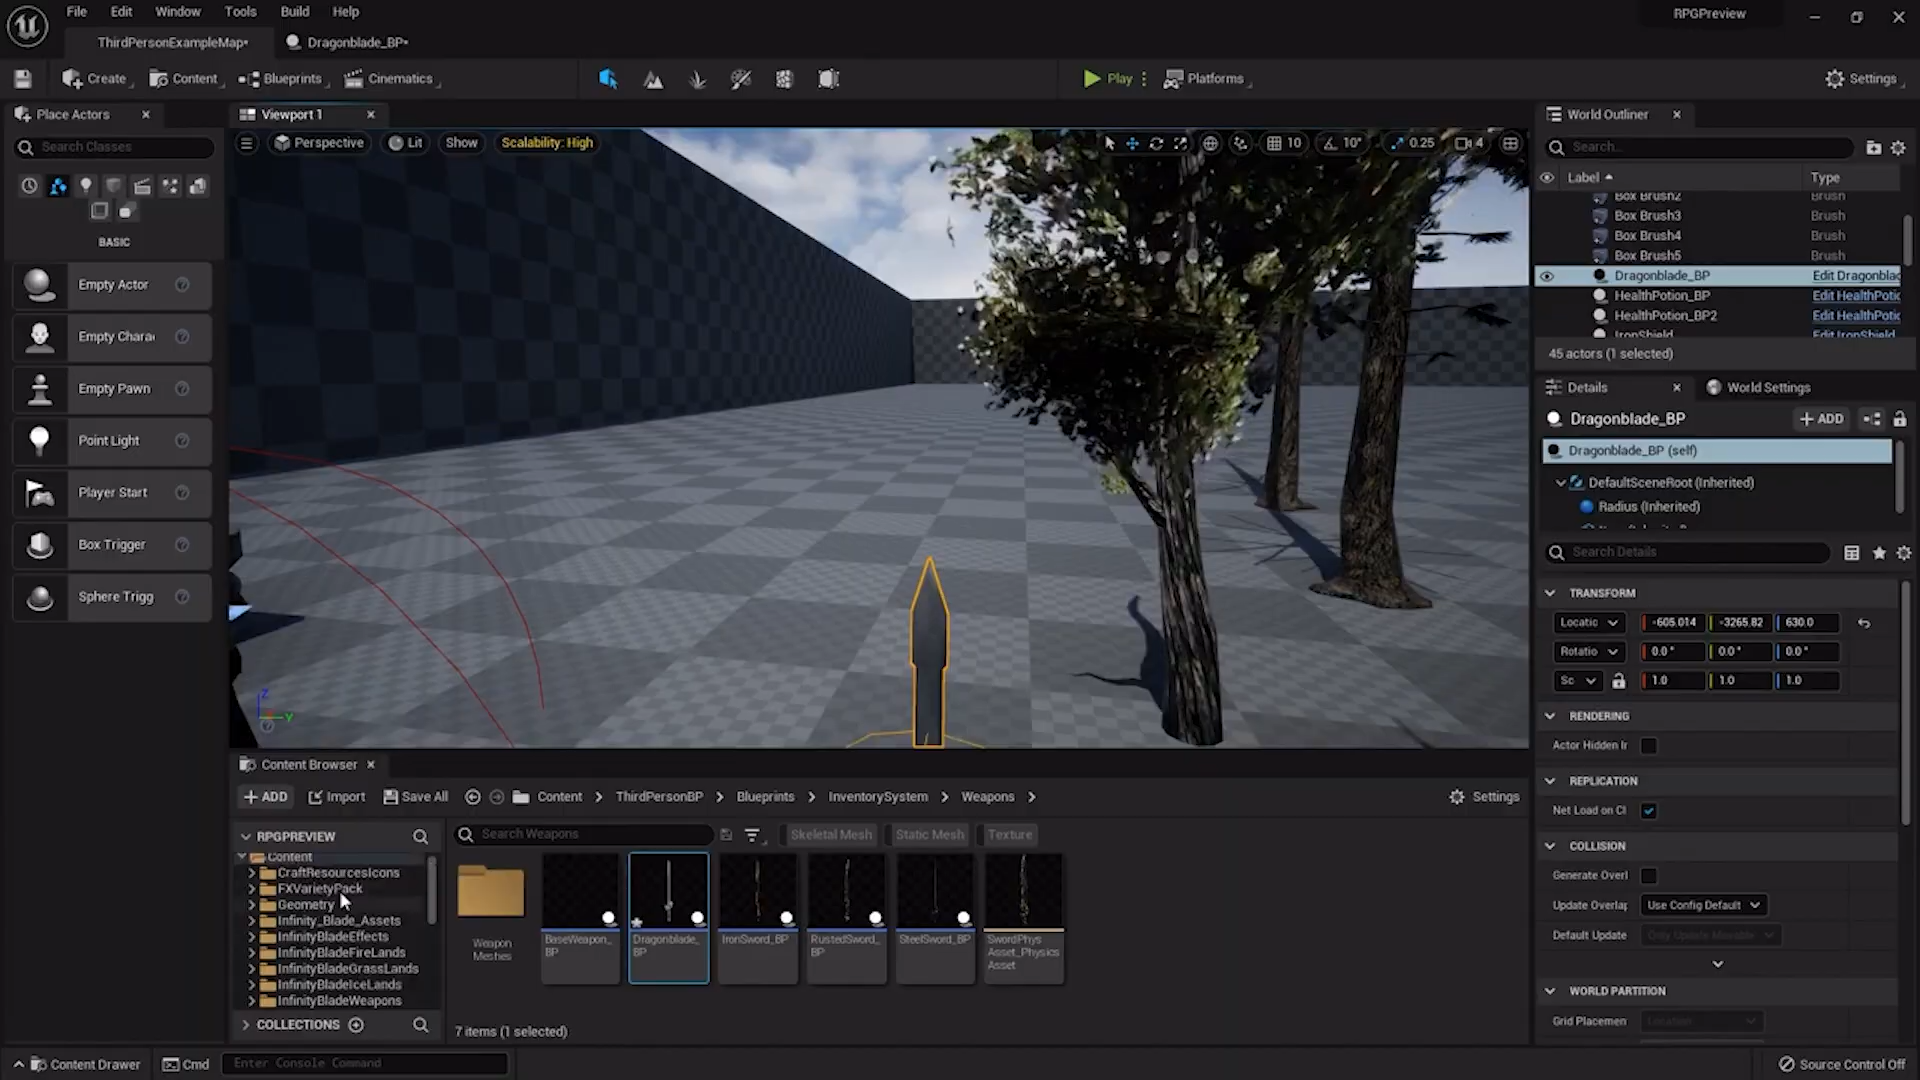 File Edit Window Tools Build Help
RPGPreview
ThirdPersonExampleMap•
Dragonblade_BP•
Create
Content
Blueprints
Cinematics
Play
Platforms
Settings
Place Actors
Search Classes
BASIC
Empty Actor
Empty Chara
Empty Pawn
Point Light
Player Start
Box Trigger
Sphere Trigg
Viewport 1
Perspective
Lit
Show
Scalability: High
10
10°
0.25
4
Z
Y
World Outliner
Search...
Label
Type
Box Brush2 Brush
Box Brush3 Brush
Box Brush4 Brush
Box Brush5 Brush
Dragonblade_BP Edit Dragonblac
HealthPotion_BP Edit HealthPotic
HealthPotion_BP2 Edit HealthPotic
IronShield Edit IronShield
45 actors (1 selected)
Details
World Settings
Dragonblade_BP
+ ADD
Dragonblade_BP (self)
DefaultSceneRoot (Inherited)
Radius (Inherited)
Search Details
TRANSFORM
Locatic -605.014 -3265.82 630.0
Rotatio 0.0° 0.0° 0.0°
Sc 1.0 1.0 1.0
RENDERING
Actor Hidden Ir
REPLICATION
Net Load on Cl
COLLISION
Generate Overl
Update Overlap Use Config Default
Default Update Only Update Movable
WORLD PARTITION
Grid Placemen Location
Content Browser
+ ADD
Import
Save All
Content > ThirdPersonBP > Blueprints > InventorySystem > Weapons >
Settings
RPGPREVIEW
Search Weapons
Skeletal Mesh
Static Mesh
Texture
Content
CraftResourcesIcons
FXVarietyPack
Geometry
Infinity_Blade_Assets
InfinityBladeEffects
InfinityBladeFireLands
InfinityBladeGrassLands
InfinityBladeIceLands
InfinityBladeWeapons
COLLECTIONS
Weapon
Meshes
BaseWeapon_
BP
Dragonblade_
BP
IronSword_BP
RustedSword_
BP
SteelSword_BP
SwordPhys
Asset_Physics
Asset
7 items (1 selected)
Content Drawer
Cmd
Enter Console Command
Source Control Off